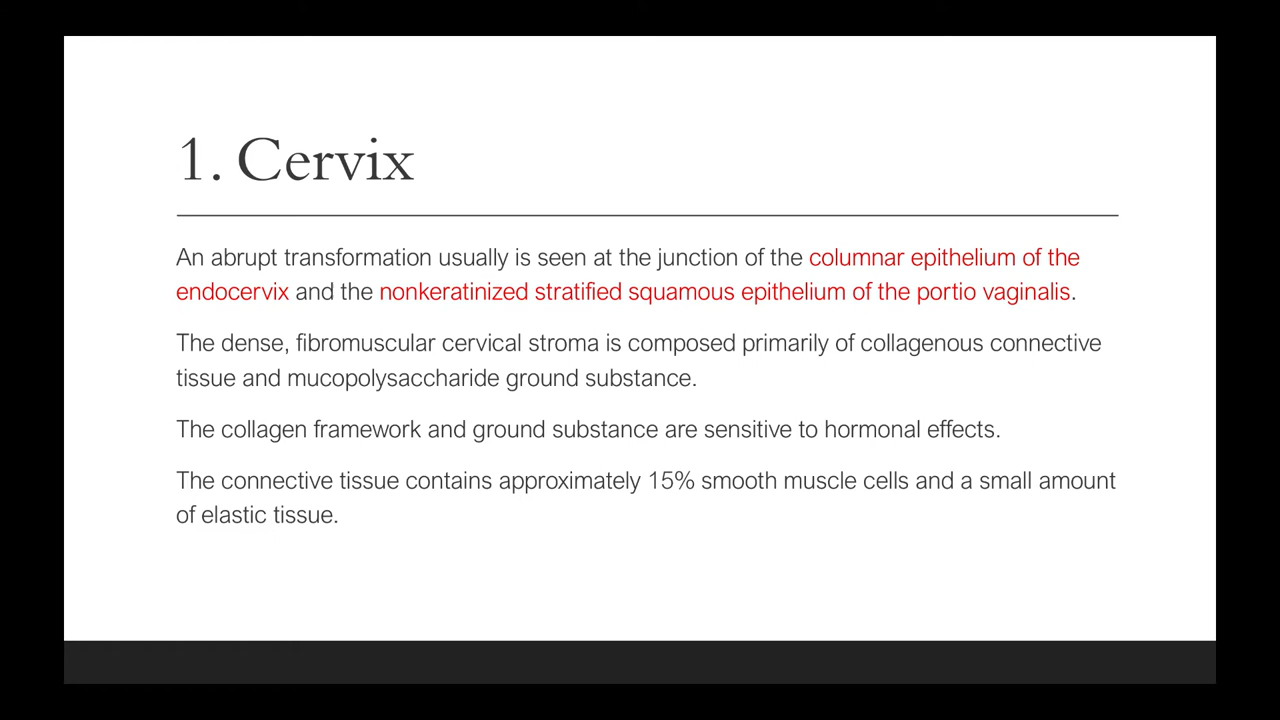 1. Cervix
An abrupt transformation usually is seen at the junction of the columnar epithelium of the
endocervix and the nonkeratinized stratified squamous epithelium of the portio vaginalis.
The dense, fibromuscular cervical stroma is composed primarily of collagenous connective
tissue and mucopolysaccharide ground substance.
The collagen framework and ground substance are sensitive to hormonal effects.
The connective tissue contains approximately 15% smooth muscle cells and a small amount
of elastic tissue.